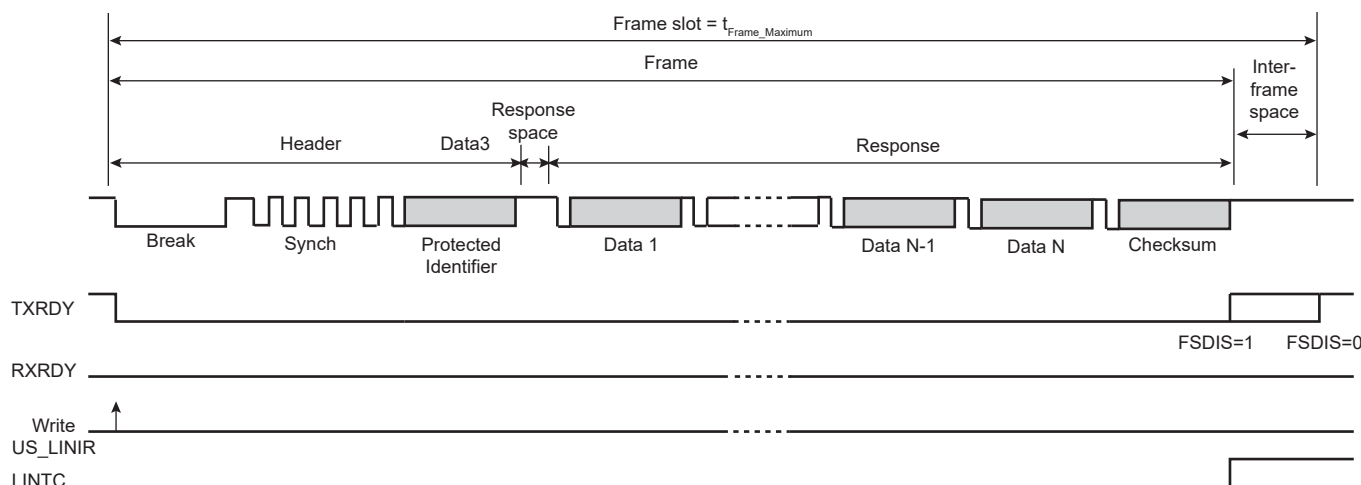 Frame slot = tFrame_Maximum
Frame
Inter-
frame
space
Response
space
Header
Data3
Response
Break
Synch
Protected
Identifier
Data 1
Data N-1
Data N
Checksum
TXRDY
FSDIS=1
FSDIS=0
RXRDY
Write
US_LINIR
LINTC